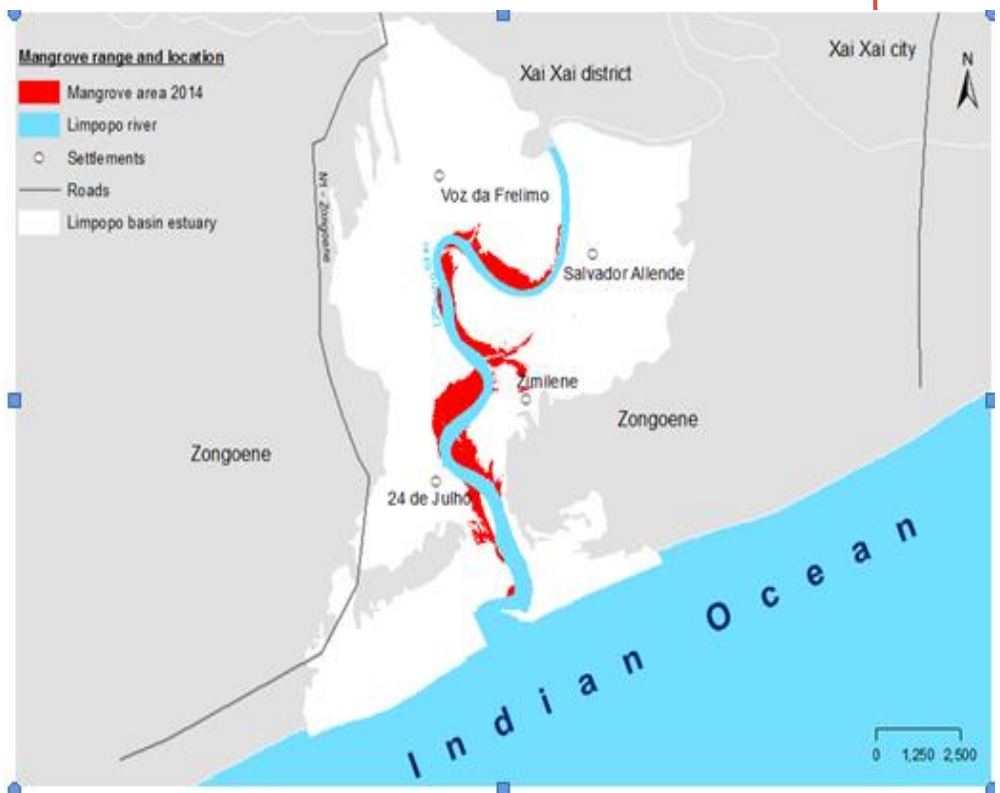 Mangrove range and location
Mangrove area 2014
Limpopo river
Settlements
Roads
Limpopo basin estuary
Xai Xai district
Xai Xai city
N
Voz da Frelimo
N1 - Zongoene
Salvador Allende
Zimilene
Zongoene
Zongoene
24 de Julho
Indian Ocean
0 1,250 2,500